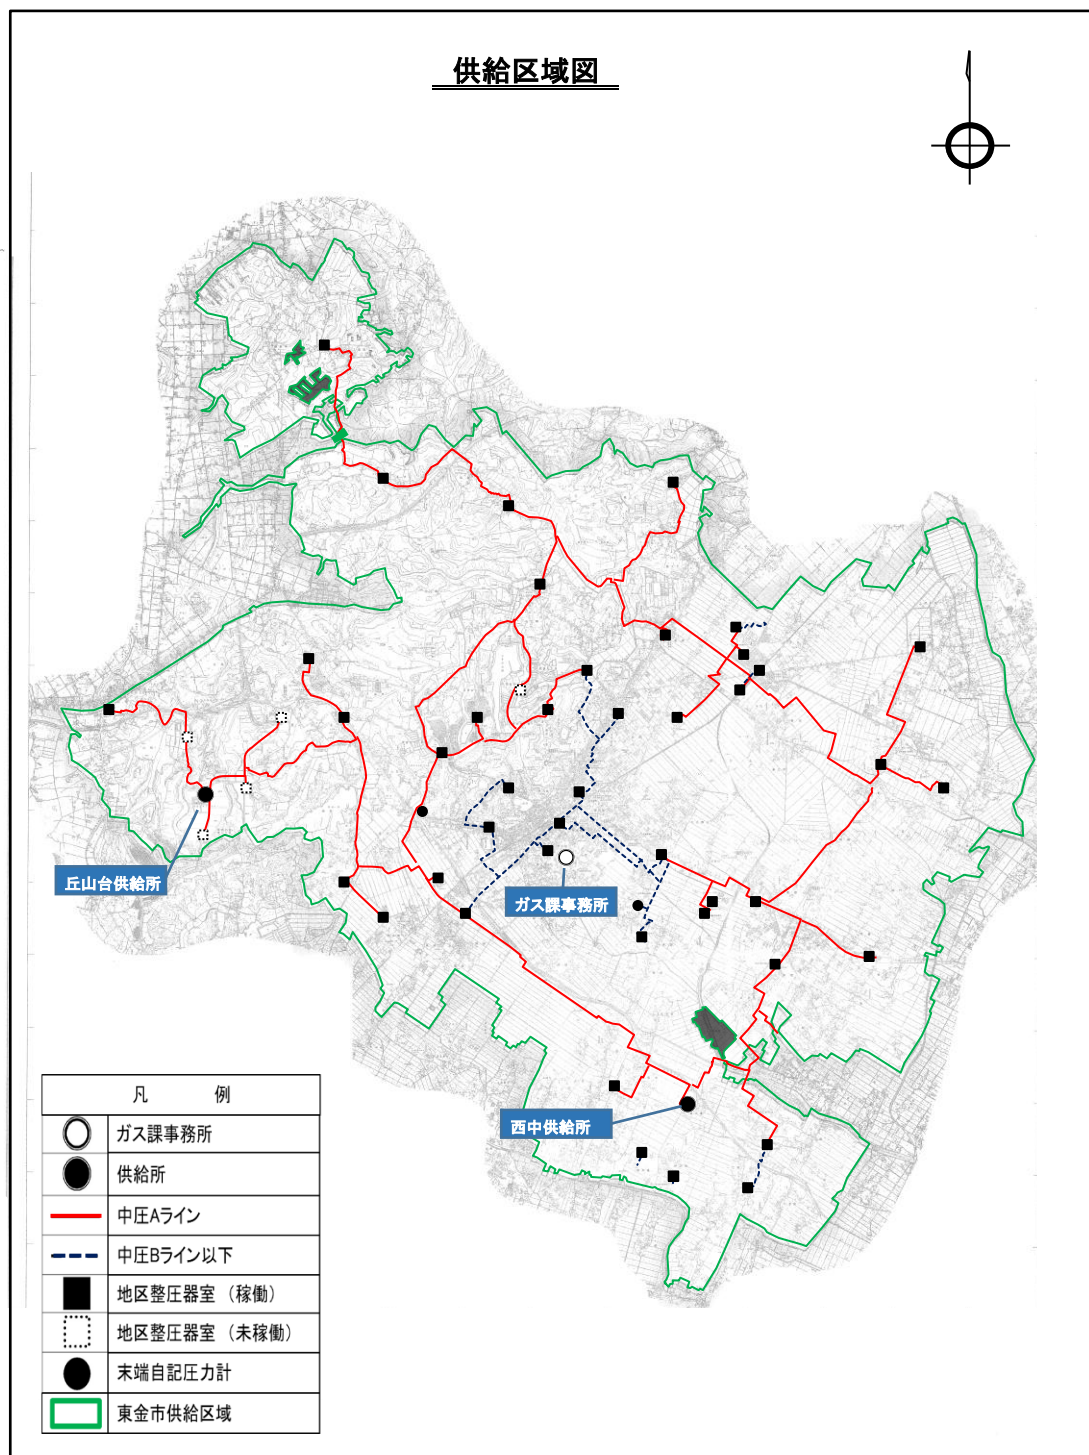 供給区域図
丘山台供給所
ガス課事務所
西中供給所
凡　例
ガス課事務所
供給所
中圧Aライン
中圧Bライン以下
地区整圧器室 （稼働）
地区整圧器室 （未稼働）
末端自記圧力計
東金市供給区域